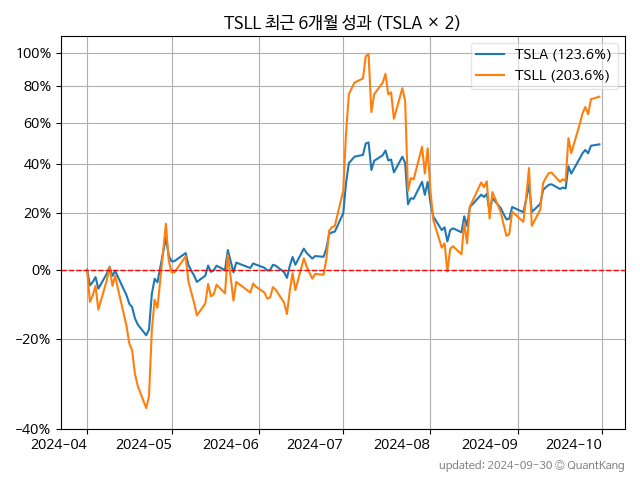 TSLL 최근 6개월 성과 (TSLA × 2)
TSLA (123.6%)
TSLL (203.6%)
100%
80%
60%
40%
20%
0%
−20%
−40%
2024-04 2024-05 2024-06 2024-07 2024-08 2024-09 2024-10
updated: 2024-09-30 © QuantKang